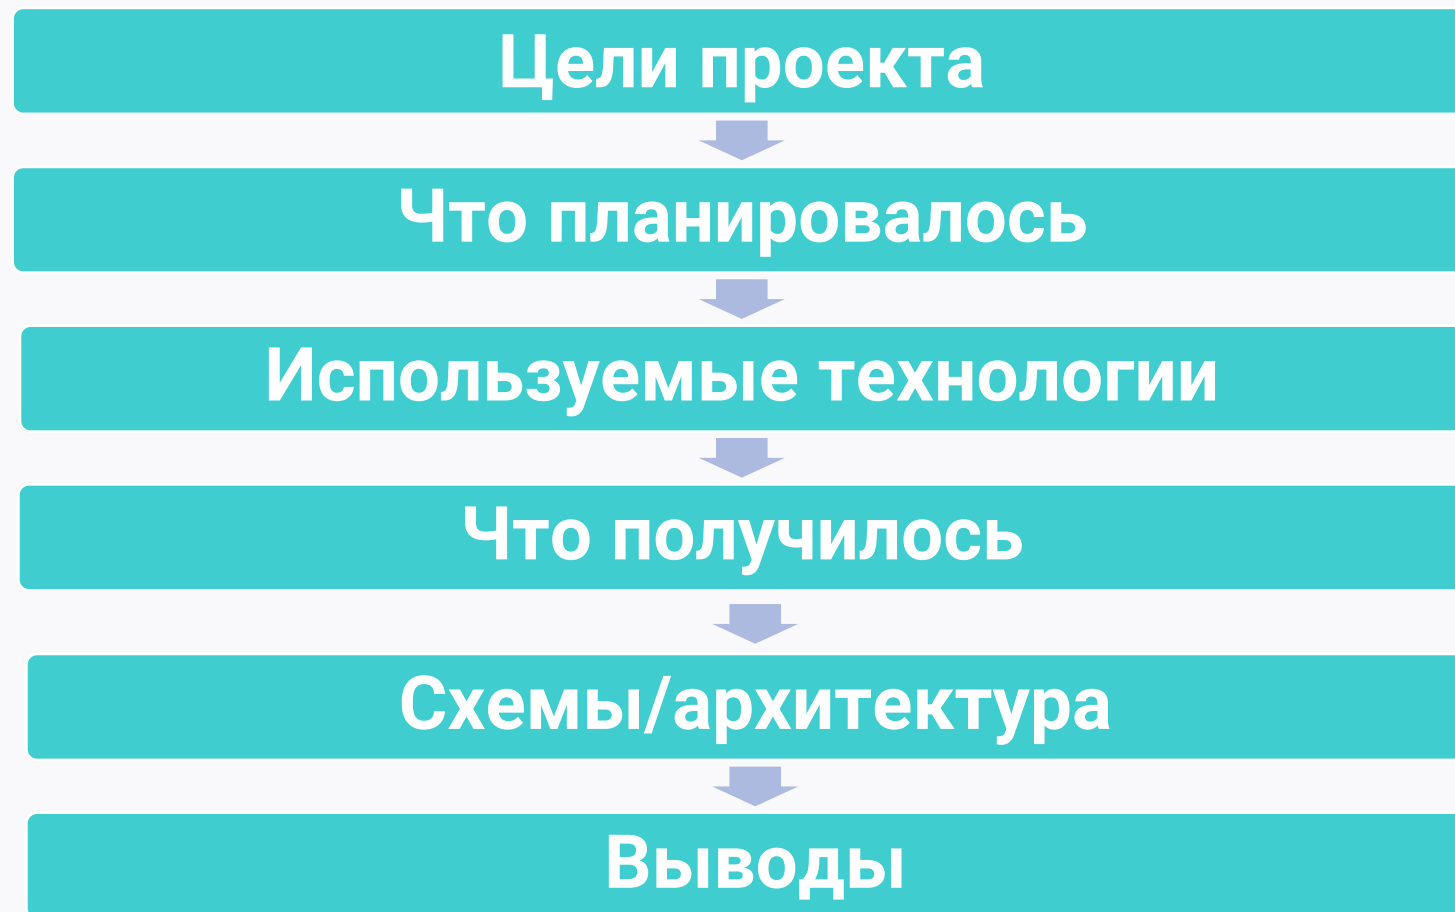 Цели проекта
Что планировалось
Используемые технологии
Что получилось
Схемы/архитектура
Выводы